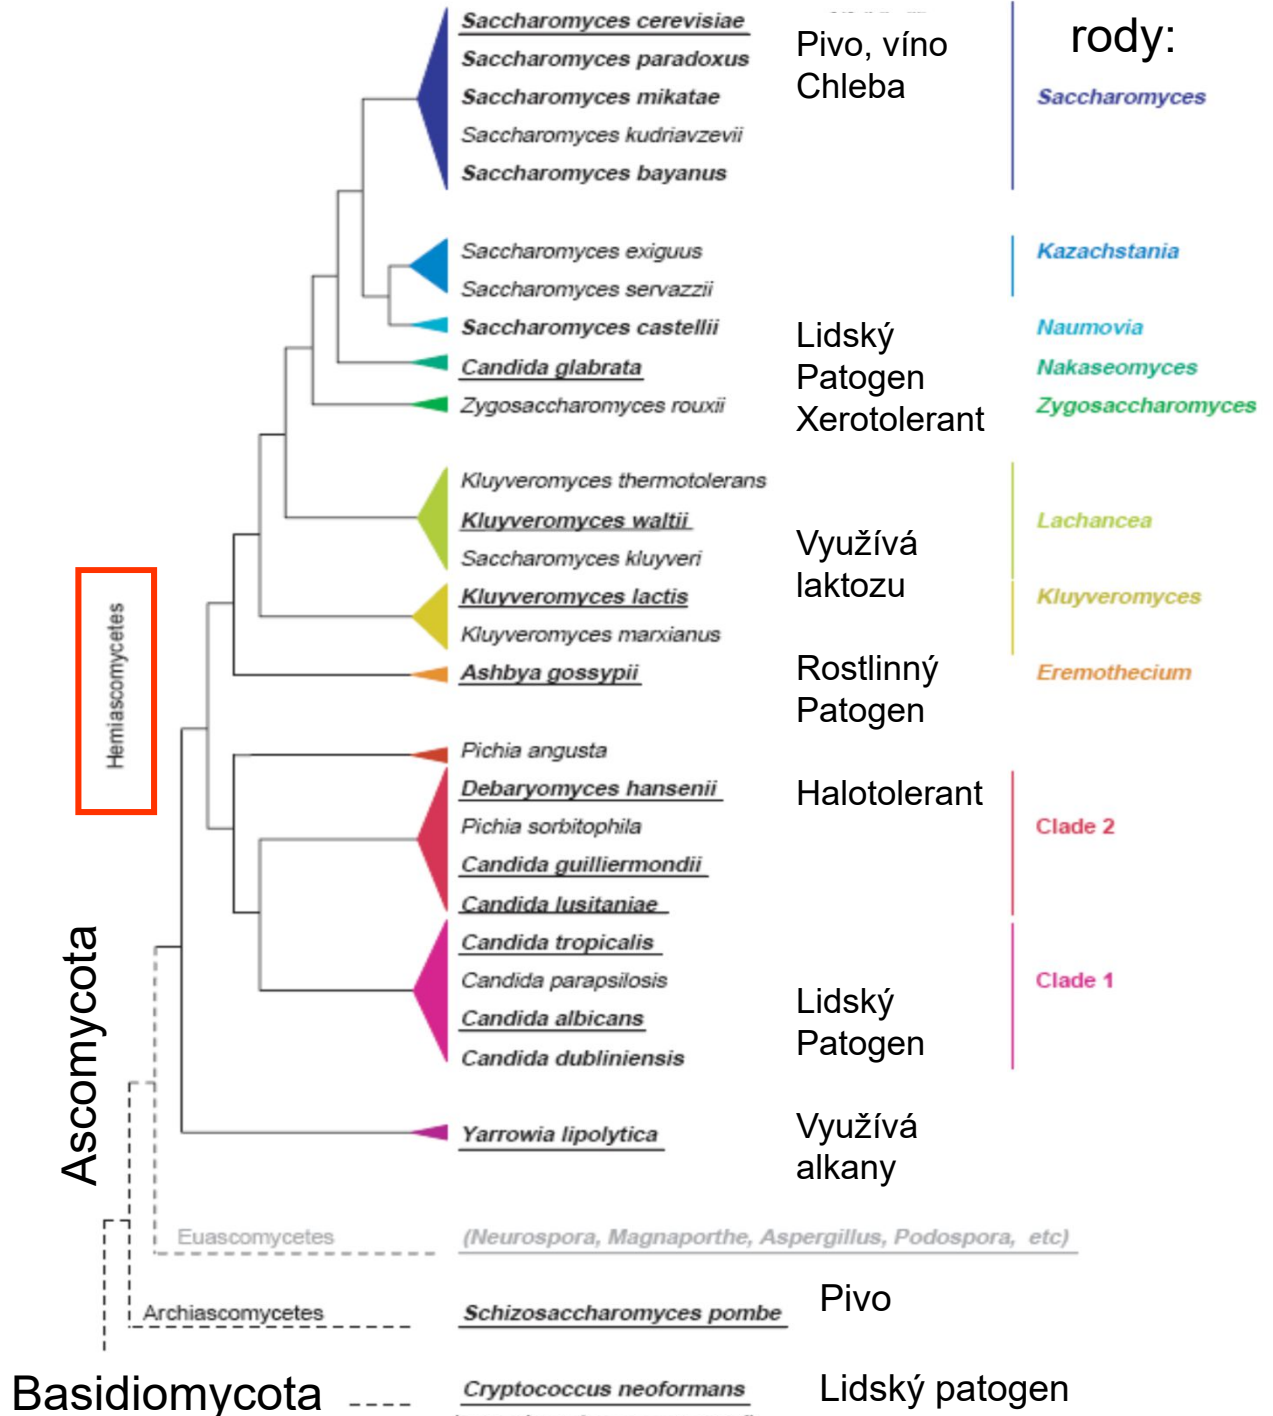 rody:
Saccharomyces cerevisiae
Pivo, víno
Saccharomyces paradoxus
Chleba
Saccharomyces mikatae
Saccharomyces
Saccharomyces kudriavzevii
Saccharomyces bayanus
Saccharomyces exiguus
Kazachstania
Saccharomyces servazzii
Saccharomyces castellii
Lidský
Naumovia
Candida glabrata
Patogen
Nakaseomyces
Zygosaccharomyces rouxii
Xerotolerant
Zygosaccharomyces
Kluyveromyces thermotolerans
Kluyveromyces waltii
Lachancea
Využívá
laktozu
Saccharomyces kluyveri
Kluyveromyces lactis
Kluyveromyces
Kluyveromyces marxianus
Hemiascomycetes
Ashbya gossypii
Rostlinný
Patogen
Eremothecium
Pichia angusta
Debaryomyces hansenii
Halotolerant
Pichia sorbitophila
Clade 2
Candida guilliermondii
Candida lusitaniae
Candida tropicalis
Candida parapsilosis
Clade 1
Candida albicans
Lidský
Patogen
Candida dubliniensis
Ascomycota
Yarrowia lipolytica
Využívá
alkany
Euascomycetes
(Neurospora, Magnaporthe, Aspergillus, Podospora, etc)
Archiascomycetes
Schizosaccharomyces pombe
Pivo
Basidiomycota
Cryptococcus neoformans
Lidský patogen